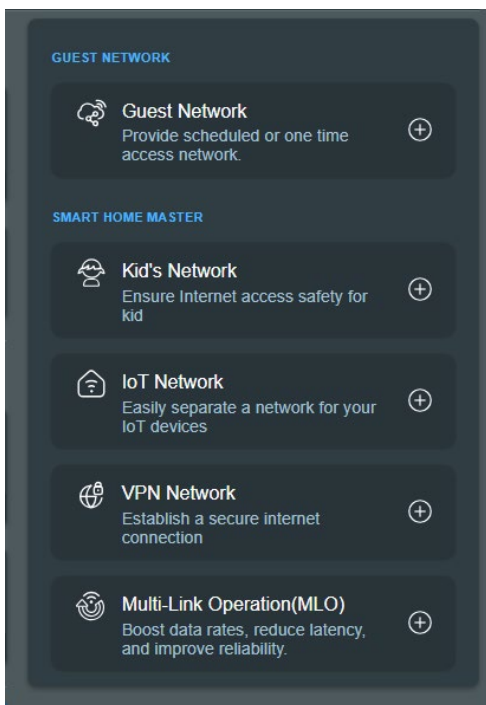 GUEST NETWORK
Guest Network
Provide scheduled or one time
access network.
SMART HOME MASTER
Kid's Network
Ensure Internet access safety for
kid
IoT Network
Easily separate a network for your
IoT devices
VPN Network
Establish a secure internet
connection
Multi-Link Operation(MLO)
Boost data rates, reduce latency,
and improve reliability.